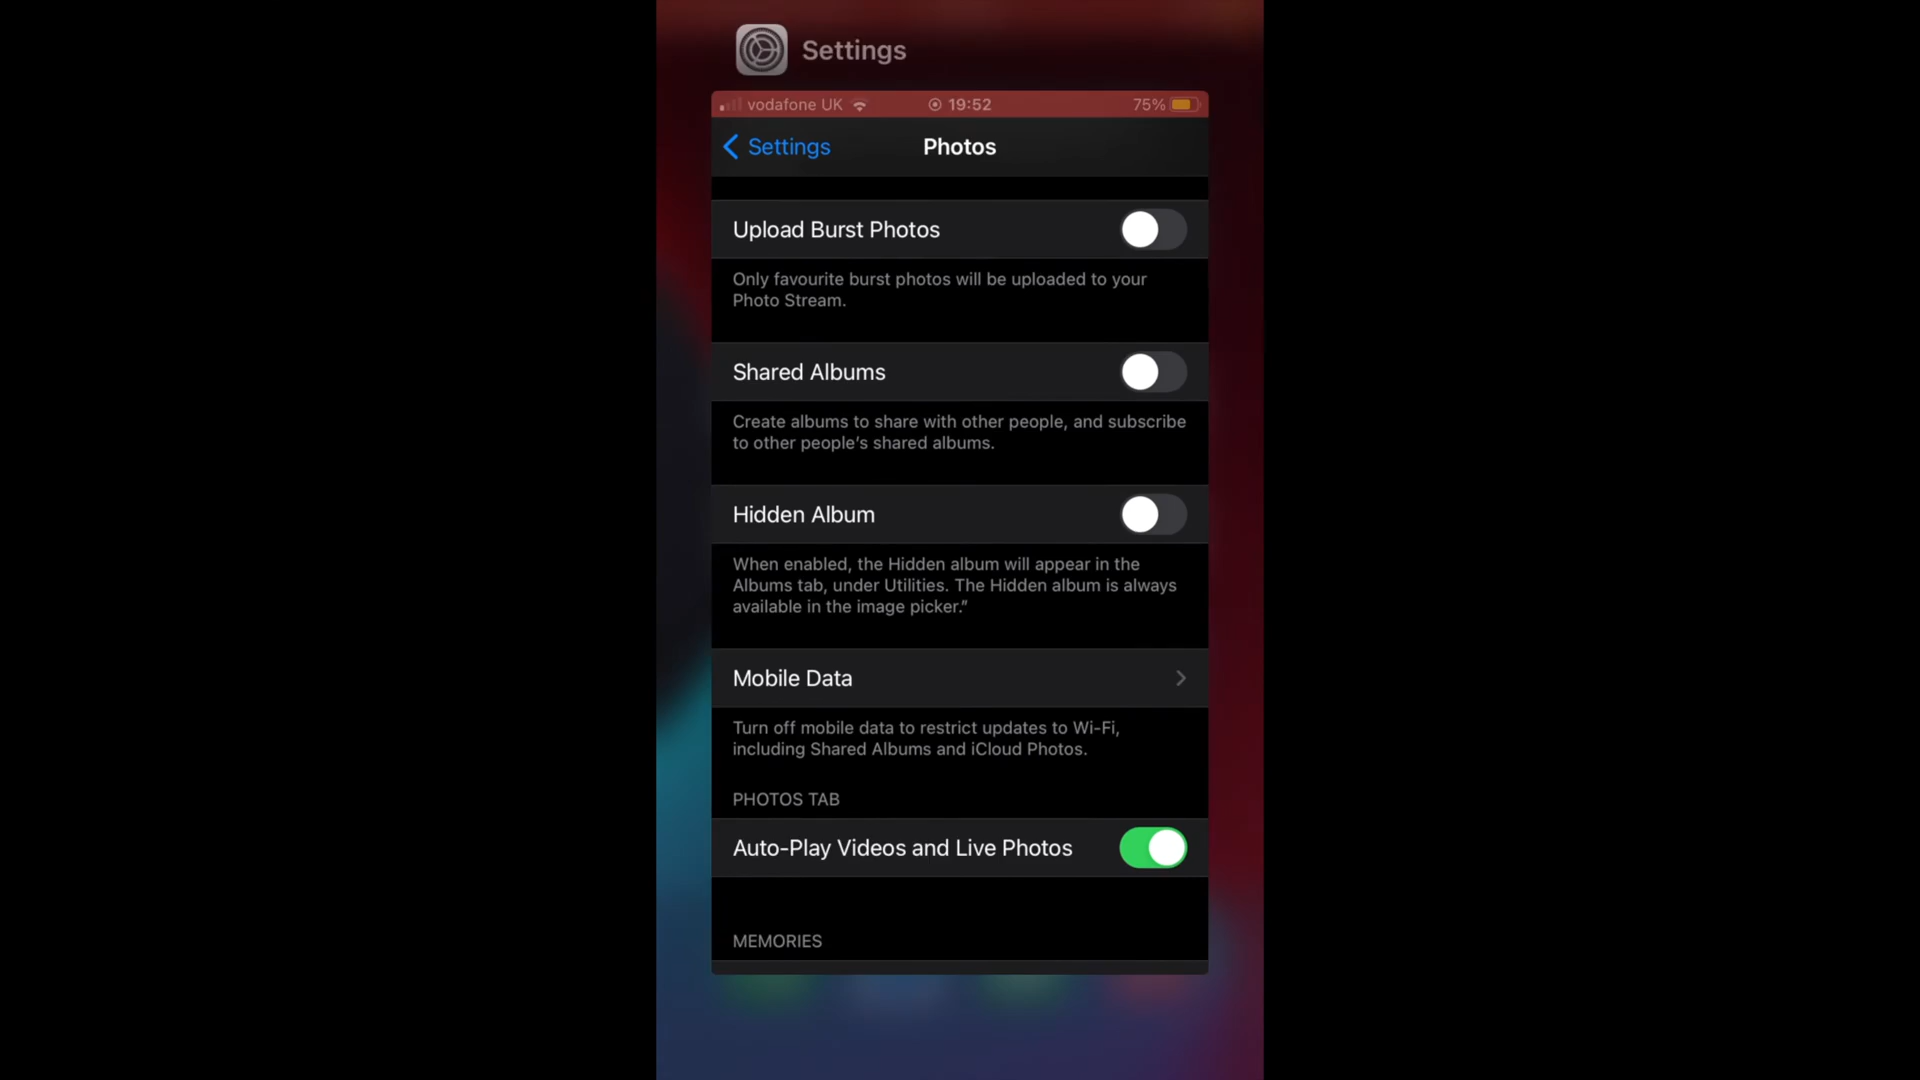 Settings
vodafone UK 19:52 75%
Settings Photos
Upload Burst Photos
Only favourite burst photos will be uploaded to your
Photo Stream.
Shared Albums
Create albums to share with other people, and subscribe
to other people’s shared albums.
Hidden Album
When enabled, the Hidden album will appear in the
Albums tab, under Utilities. The Hidden album is always
available in the image picker.”
Mobile Data
Turn off mobile data to restrict updates to Wi-Fi,
including Shared Albums and iCloud Photos.
PHOTOS TAB
Auto-Play Videos and Live Photos
MEMORIES